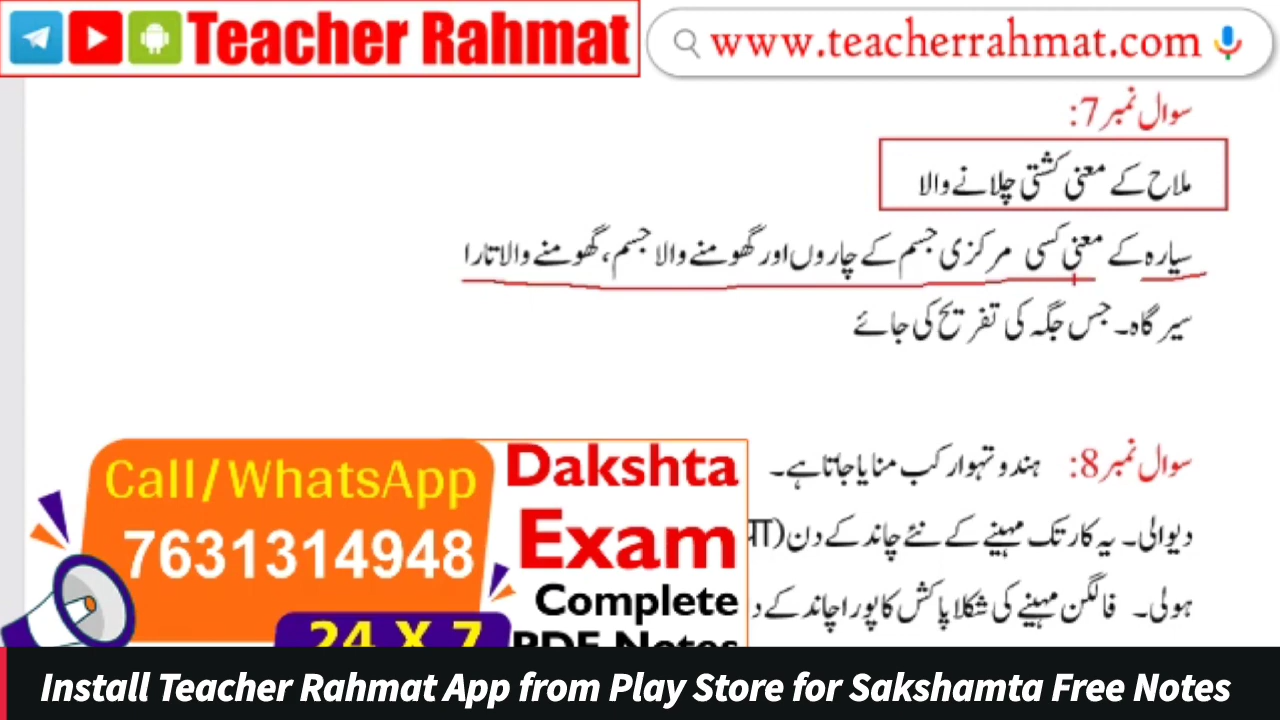 Teacher Rahmat
www.teacherrahmat.com
سوال نمبر 7:
ملاح کے معنی کشتی چلانے والا
سیارہ کے معنی کسی مرکزی جسم کے چاروں اور گھومنے والا جسم، گھومنے والا تارا
سیر گاہ۔ جس جگہ کی تفریح کی جائے
سوال نمبر 8: ہندو تہوار کب منایا جاتا ہے۔
دیوالی۔ یہ کارتک مہینے کے نئے چاند کے دن (
ہولی۔ فالگن مہینے کی شکلا پاکش کا پورا چاند کے د
Call/WhatsApp
7631314948
24 X 7
Dakshta
Exam
Complete
PDF Notes
Install Teacher Rahmat App from Play Store for Sakshamta Free Notes